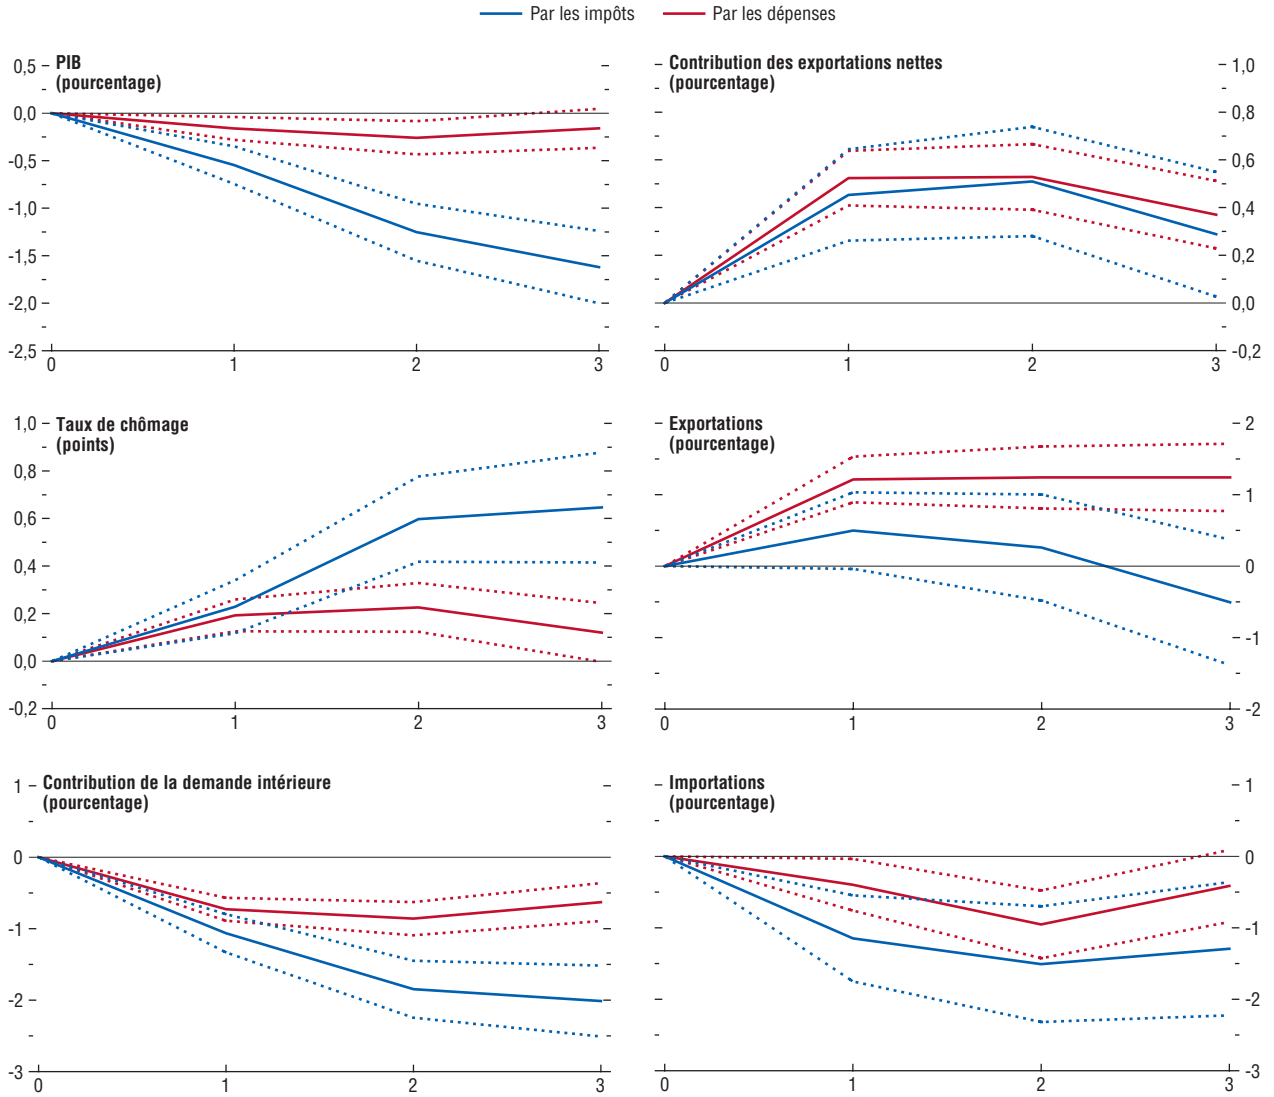 Par les impôts
Par les dépenses
PIB
(pourcentage)
0,5
0,0
-0,5
-1,0
-1,5
-2,0
-2,5
0 1 2 3
Contribution des exportations nettes
(pourcentage)
1,0
0,8
0,6
0,4
0,2
0,0
-0,2
0 1 2 3
Taux de chômage
(points)
1,0
0,8
0,6
0,4
0,2
0,0
-0,2
0 1 2 3
Exportations
(pourcentage)
2
1
0
-1
-2
0 1 2 3
Contribution de la demande intérieure
(pourcentage)
1
0
-1
-2
-3
0 1 2 3
Importations
(pourcentage)
1
0
-1
-2
-3
0 1 2 3